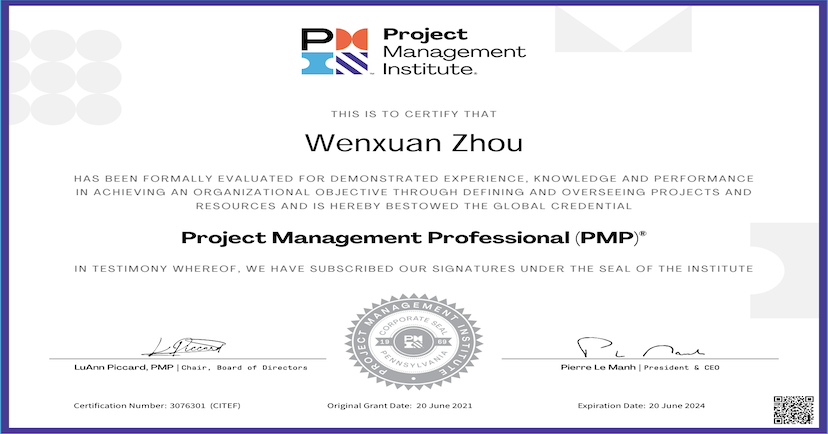 PM
Project
Management
Institute®
THIS IS TO CERTIFY THAT
Wenxuan Zhou
HAS BEEN FORMALLY EVALUATED FOR DEMONSTRATED EXPERIENCE, KNOWLEDGE AND PERFORMANCE
IN ACHIEVING AN ORGANIZATIONAL OBJECTIVE THROUGH DEFINING AND OVERSEEING PROJECTS AND
RESOURCES AND IS HEREBY BESTOWED THE GLOBAL CREDENTIAL
Project Management Professional (PMP)®
IN TESTIMONY WHEREOF, WE HAVE SUBSCRIBED OUR SIGNATURES UNDER THE SEAL OF THE INSTITUTE
PROJECT MANAGEMENT INSTITUTE
CORPORATE SEAL
19 PMI 69
PENNSYLVANIA
LuAnn Piccard, PMP | Chair, Board of Directors
Pierre Le Manh | President & CEO
Certification Number: 3076301 (CITEF)
Original Grant Date: 20 June 2021
Expiration Date: 20 June 2024